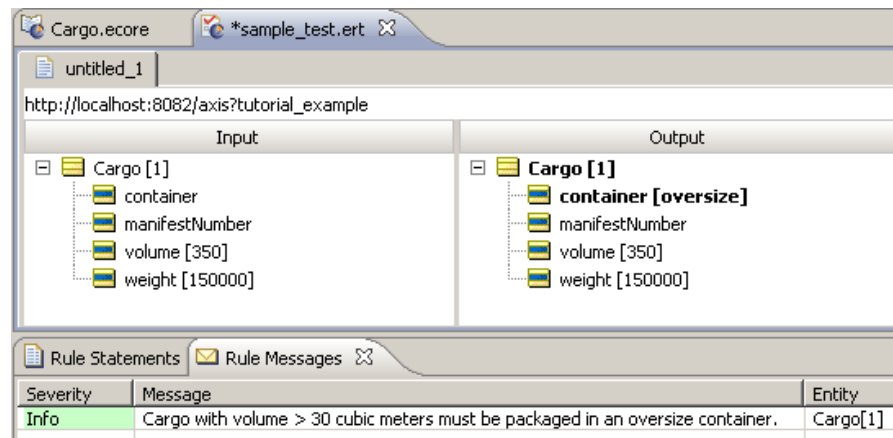 Cargo.ecore
*sample_test.ert
untitled_1
http://localhost:8082/axis?tutorial_example
Input
Output
Cargo [1]
container
manifestNumber
volume [350]
weight [150000]
Cargo [1]
container [oversize]
manifestNumber
volume [350]
weight [150000]
Rule Statements
Rule Messages
Severity Message Entity
Info Cargo with volume > 30 cubic meters must be packaged in an oversize container. Cargo[1]